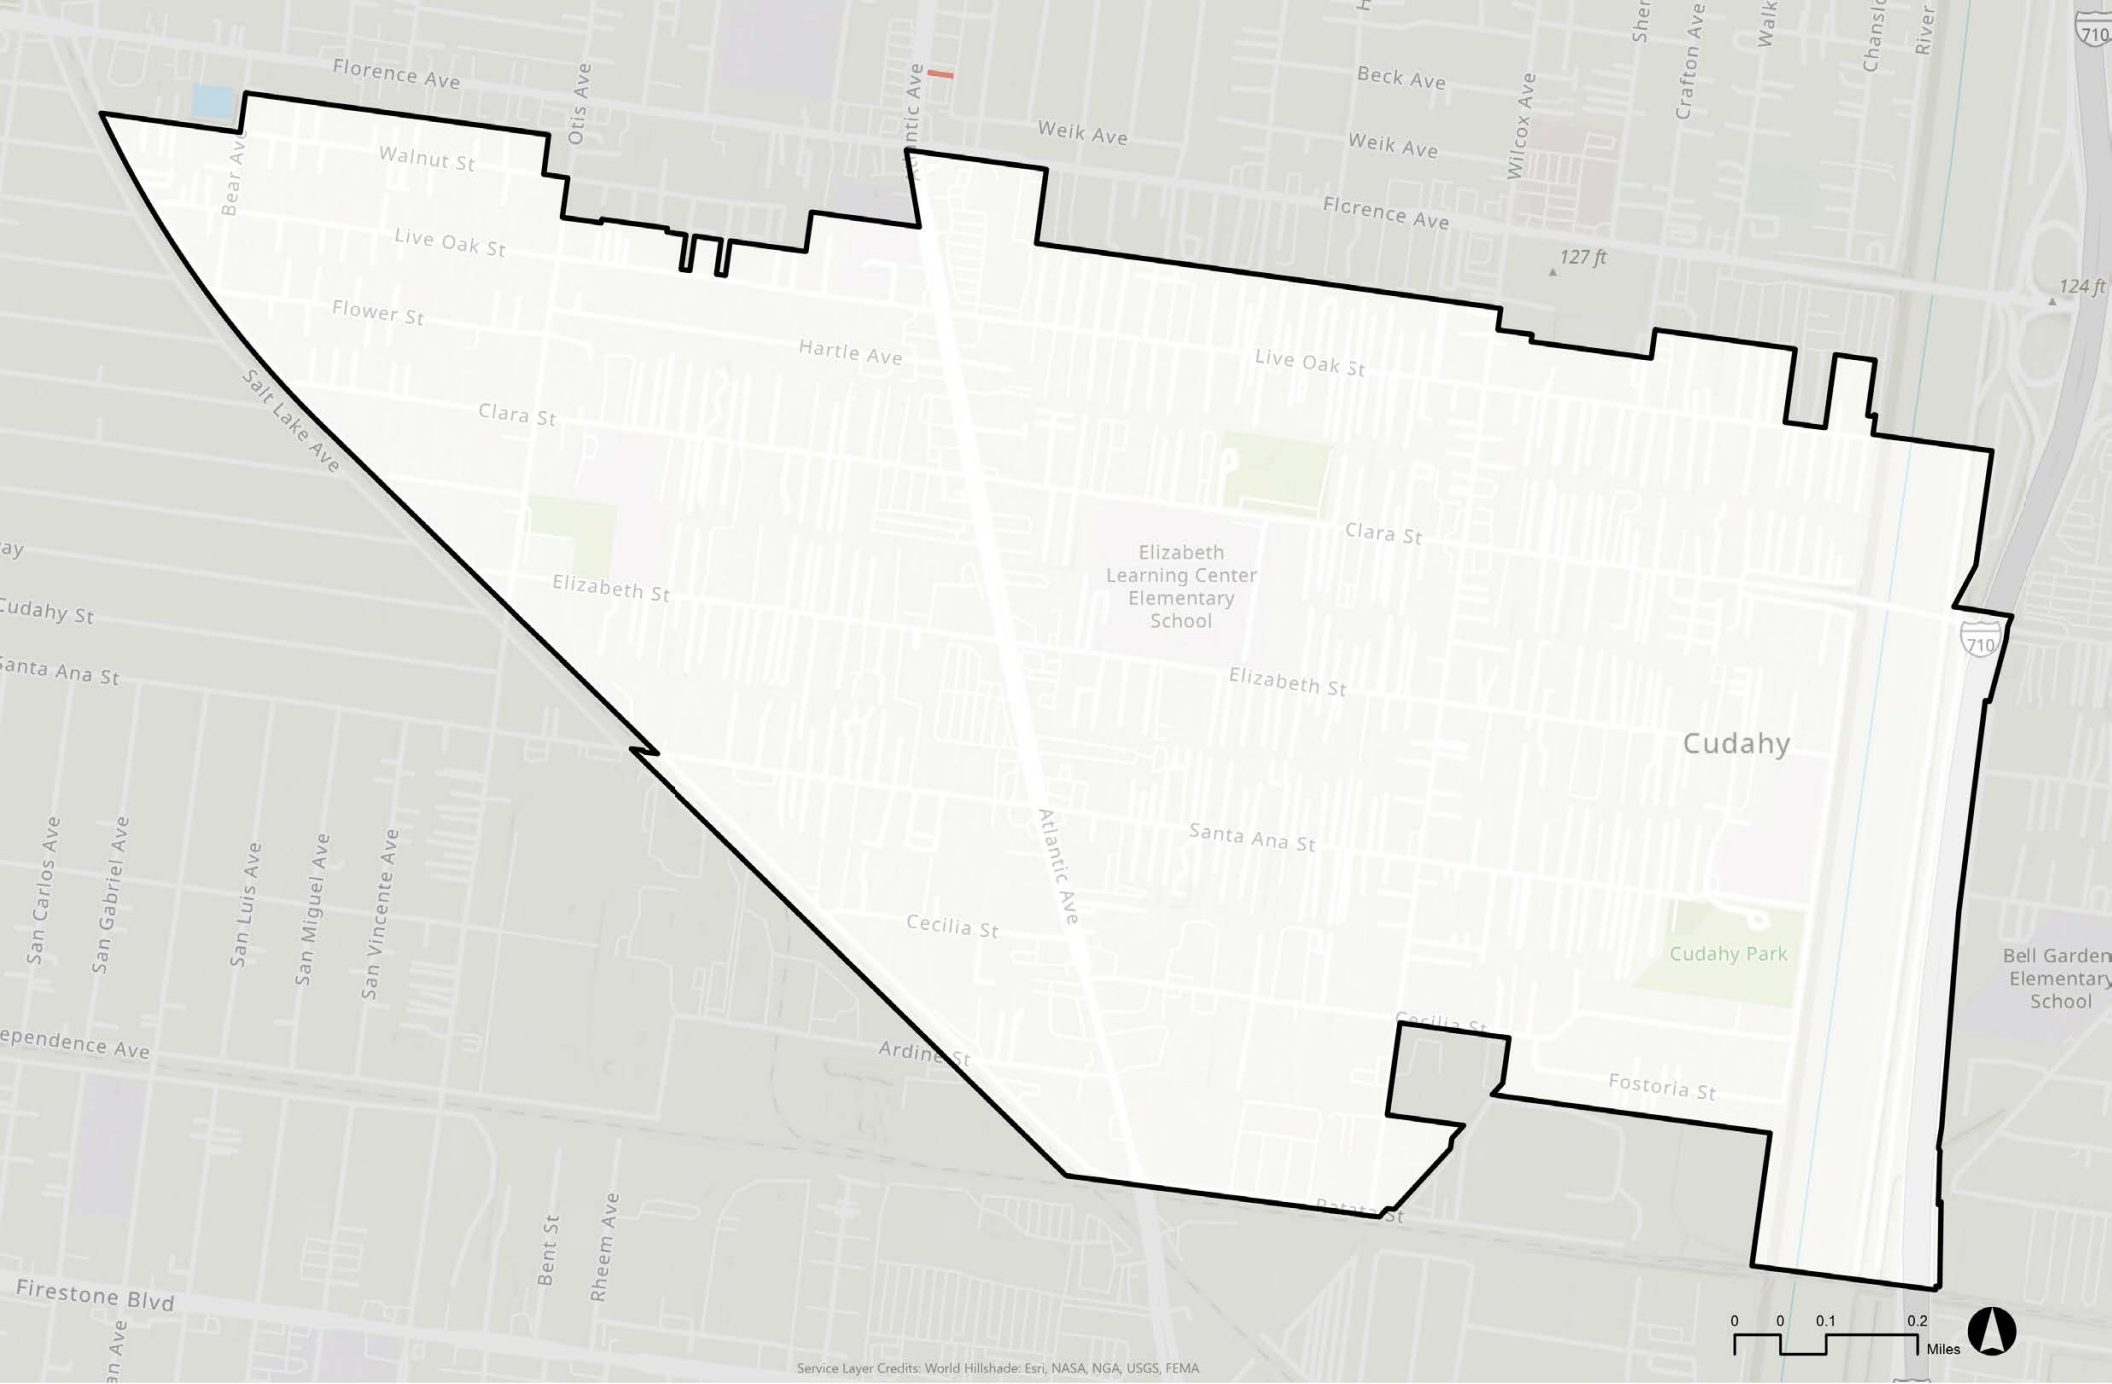 710
Florence Ave
Otis Ave
Atlantic Ave
Beck Ave
Wilcox Ave
Crafton Ave
River
Weik Ave
Weik Ave
Walnut St
Bear Ave
Florence Ave
127 ft
124 ft
Live Oak St
Flower St
Hartle Ave
Live Oak St
Salt Lake Ave
Clara St
Clara St
Elizabeth
Learning Center
Elementary
School
Elizabeth St
Cudahy St
Santa Ana St
710
Elizabeth St
Cudahy
Atlantic Ave
Santa Ana St
San Carlos Ave
San Gabriel Ave
San Luis Ave
San Miguel Ave
San Vincente Ave
Cecilia St
Cudahy Park
Bell Garden
Elementary
School
Cecilia St
ependence Ave
Ardine St
Fostoria St
Bent St
Rheem Ave
Patata St
Firestone Blvd
an Ave
0 0 0.1 0.2
Miles
Service Layer Credits: World Hillshade: Esri, NASA, NGA, USGS, FEMA